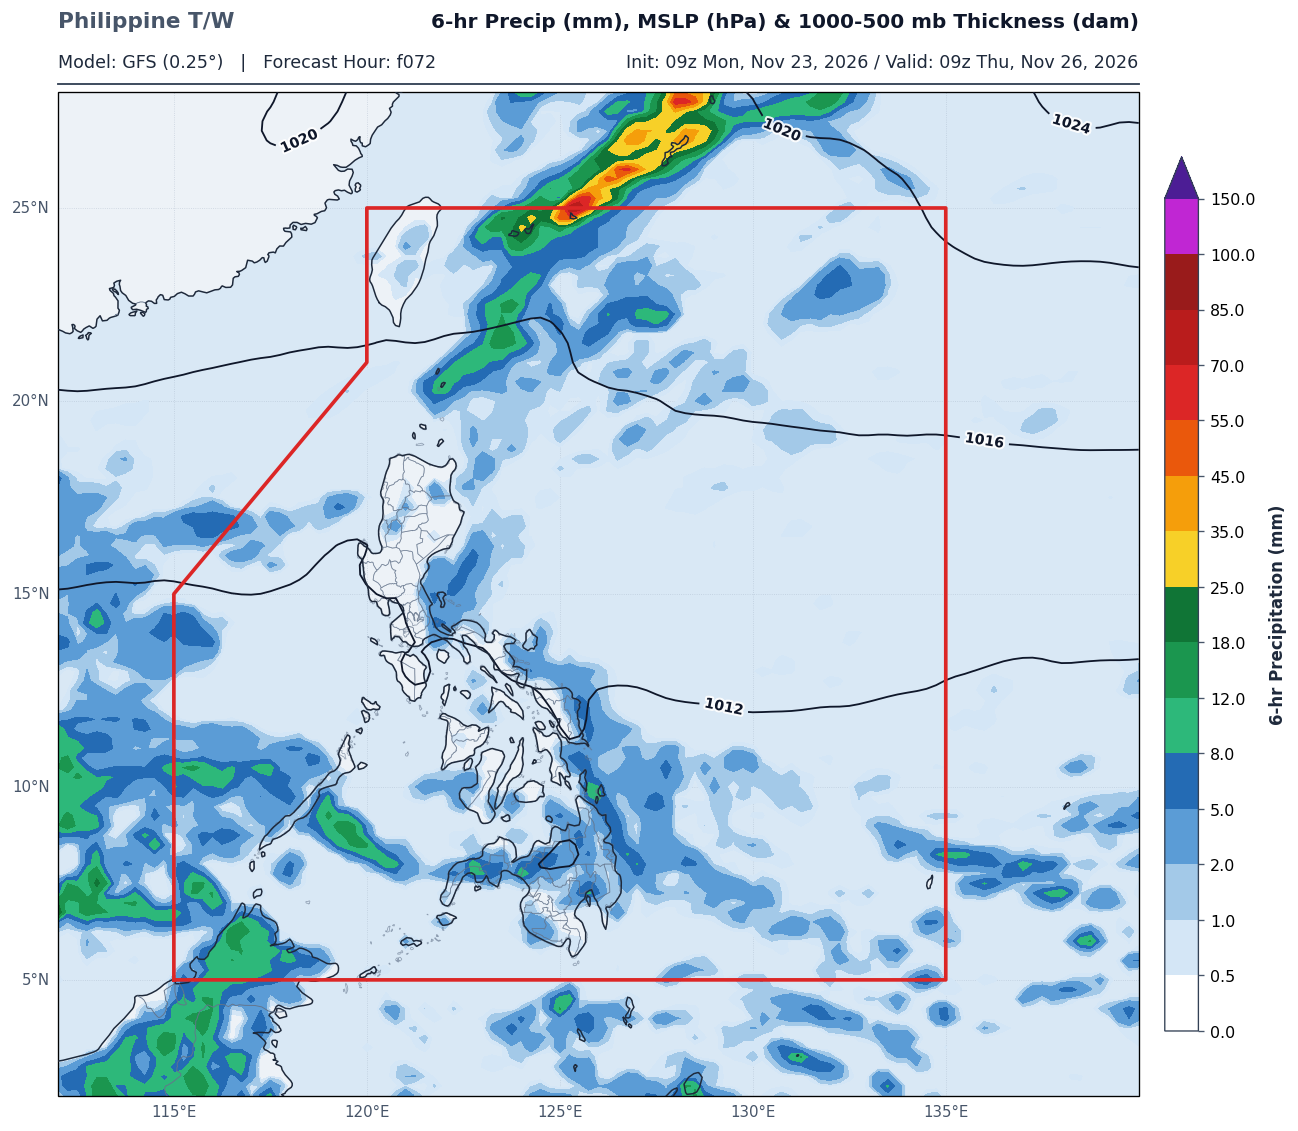 Philippine T/W
6-hr Precip (mm), MSLP (hPa) & 1000-500 mb Thickness (dam)
Model: GFS (0.25°) | Forecast Hour: f072
Init: 09z Mon, Nov 23, 2026 / Valid: 09z Thu, Nov 26, 2026
1020
1020
1024
1016
1012
25°N
20°N
15°N
10°N
5°N
115°E
120°E
125°E
130°E
135°E
150.0
100.0
85.0
70.0
55.0
45.0
35.0
25.0
18.0
12.0
8.0
5.0
2.0
1.0
0.5
0.0
6-hr Precipitation (mm)